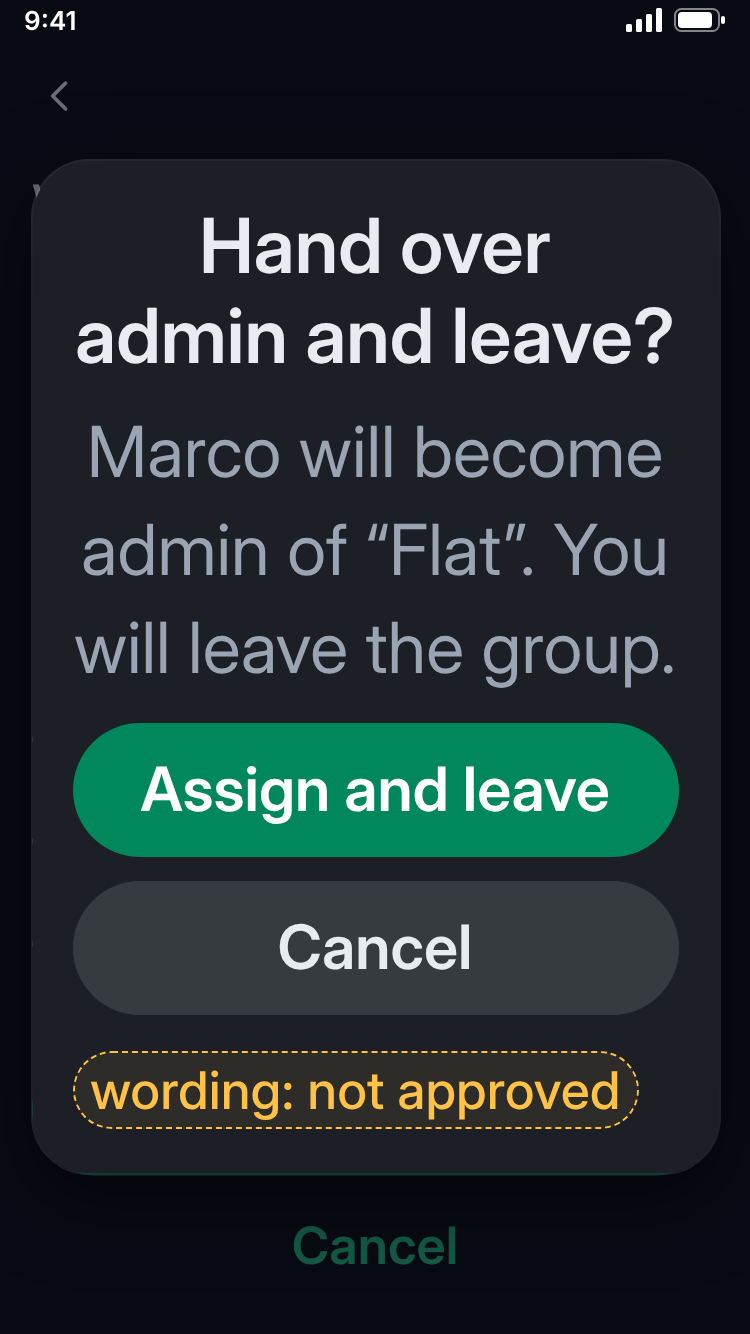 9:41
Hand over
admin and leave?
Marco will become
admin of “Flat”. You
will leave the group.
Assign and leave
Cancel
wording: not approved
Cancel